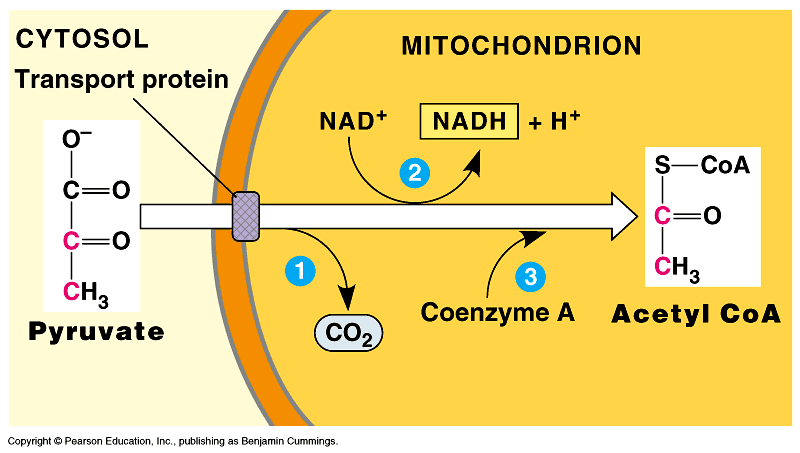 CYTOSOL
MITOCHONDRION
Transport protein
NAD+
NADH + H+
2
O–
C=O
C=O
CH3
Pyruvate
1
CO2
3
Coenzyme A
S—CoA
C=O
CH3
Acetyl CoA
Copyright © Pearson Education, Inc., publishing as Benjamin Cummings.